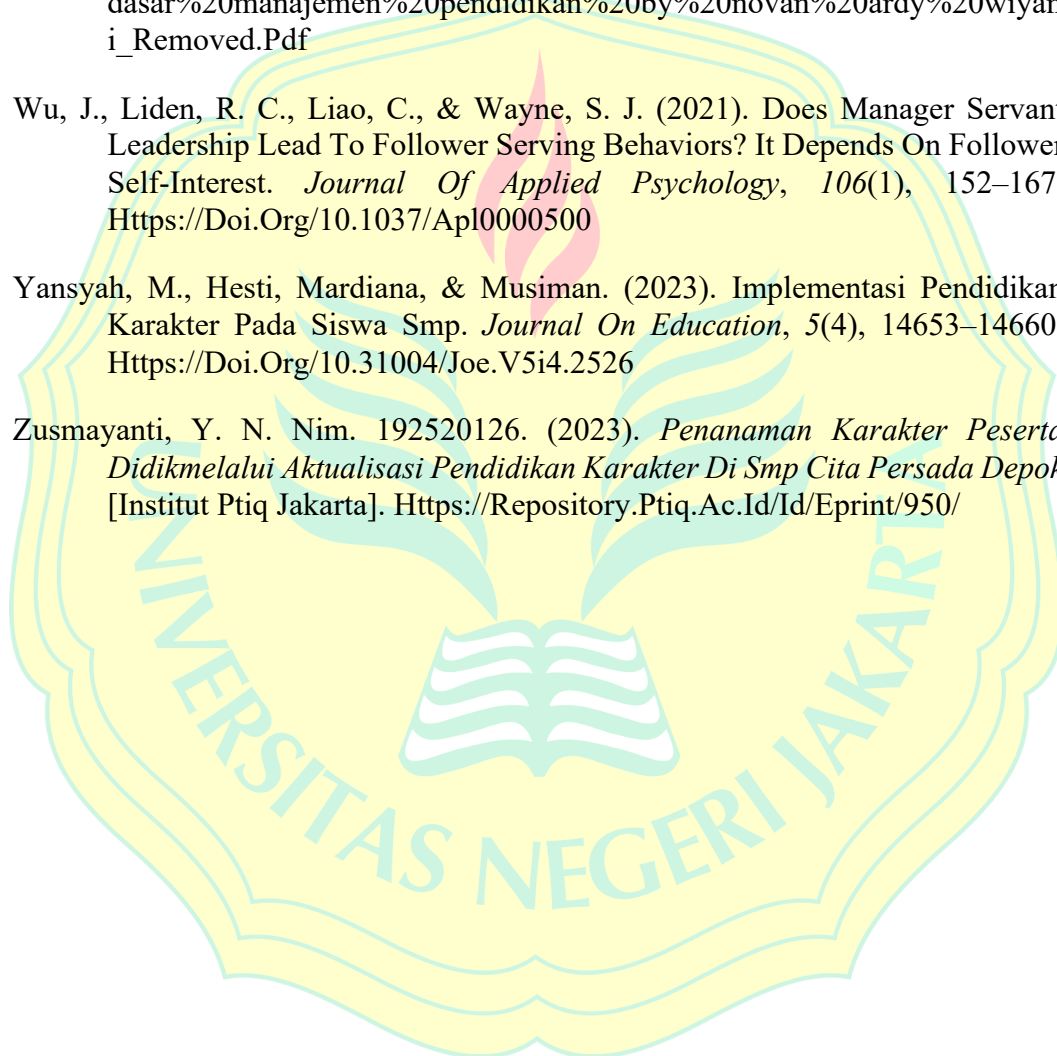 dasar%20manajemen%20pendidikan%20by%20novan%20ardy%20wiyan
i_Removed.Pdf
Wu, J., Liden, R. C., Liao, C., & Wayne, S. J. (2021). Does Manager Servant
Leadership Lead To Follower Serving Behaviors? It Depends On Follower
Self-Interest. Journal Of Applied Psychology, 106(1), 152–167
Https://Doi.Org/10.1037/Apl0000500
Yansyah, M., Hesti, Mardiana, & Musiman. (2023). Implementasi Pendidikan
Karakter Pada Siswa Smp. Journal On Education, 5(4), 14653–14660
Https://Doi.Org/10.31004/Joe.V5i4.2526
Zusmayanti, Y. N. Nim. 192520126. (2023). Penanaman Karakter Peserta
Didikmelalui Aktualisasi Pendidikan Karakter Di Smp Cita Persada Depok
[Institut Ptiq Jakarta]. Https://Repository.Ptiq.Ac.Id/Id/Eprint/950/
UNIVERSITAS NEGERI JAKARTA